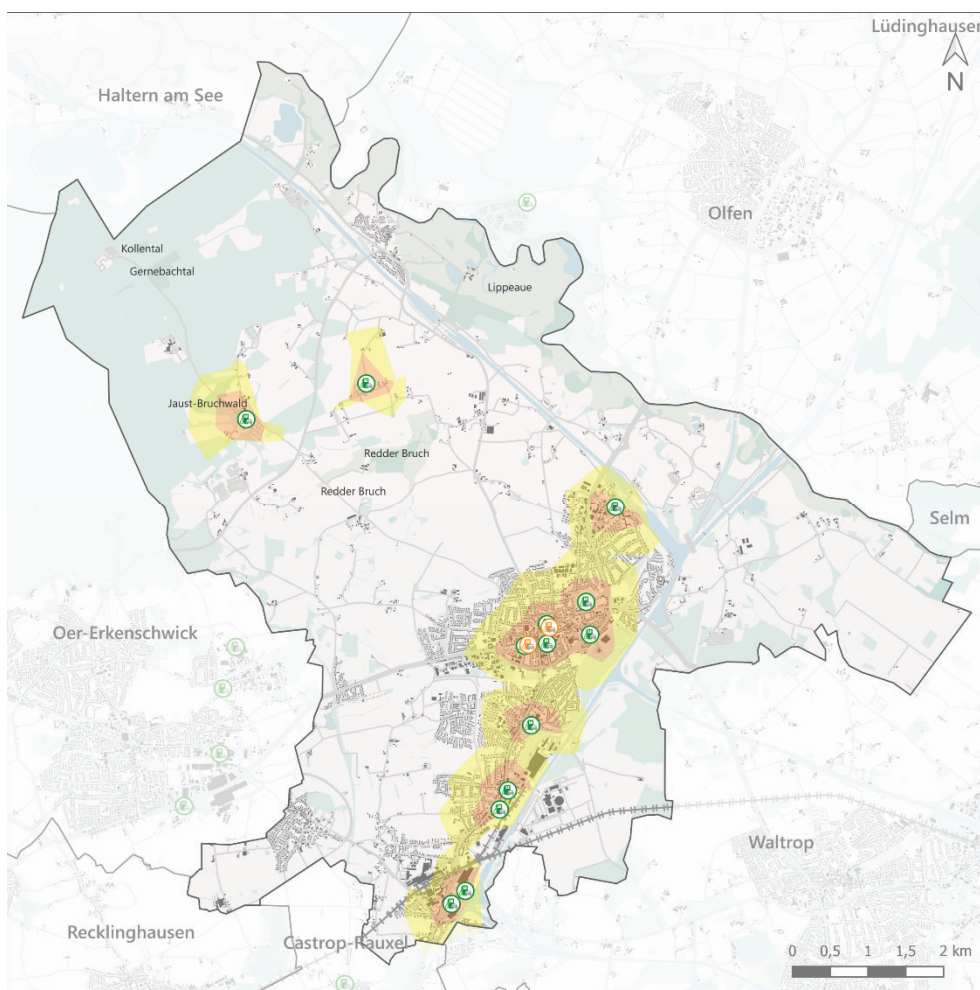 Lüdinghausen
N
Haltern am See
Olfen
Kollental
Gernebachtal
Lippeaue
Jaust-Bruchwald
Redder Bruch
Redder Bruch
Selm
Oer-Erkenschwick
Waltrop
Recklinghausen
Castrop-Rauxel
0 0,5 1 1,5 2 km